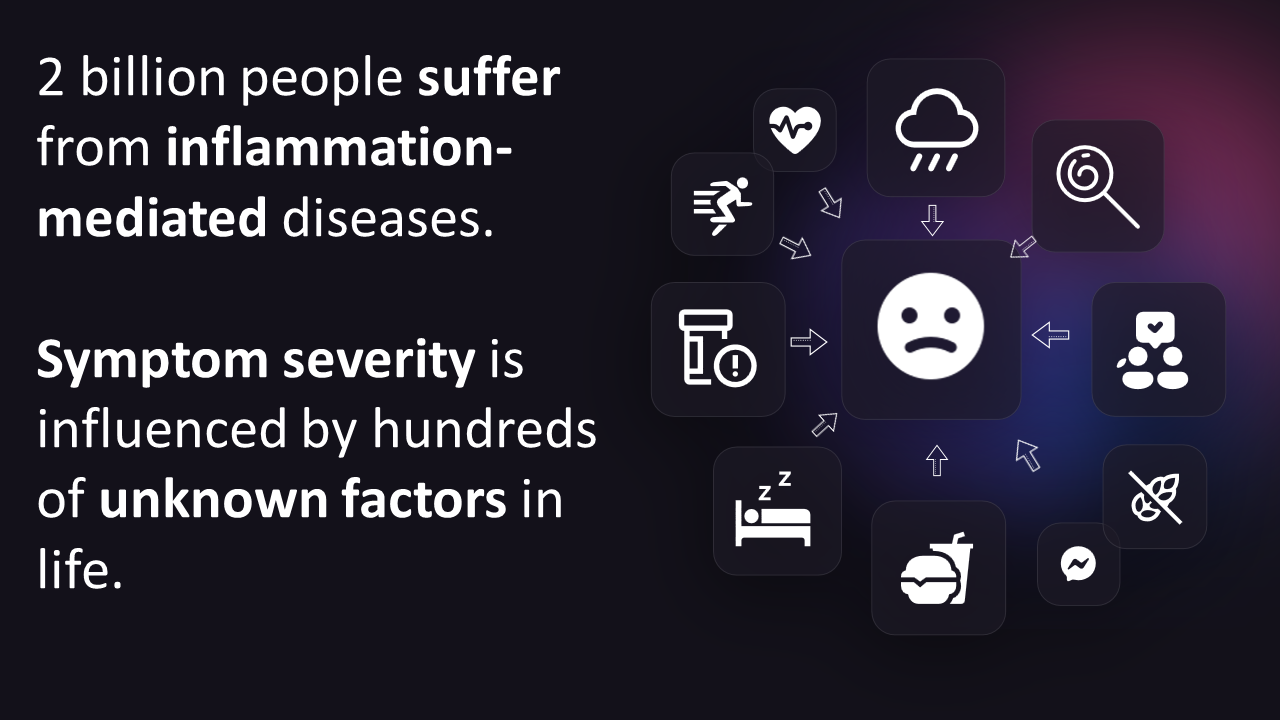 2 billion people suffer
from inflammation-
mediated diseases.
Symptom severity is
influenced by hundreds
of unknown factors in
life.
z z